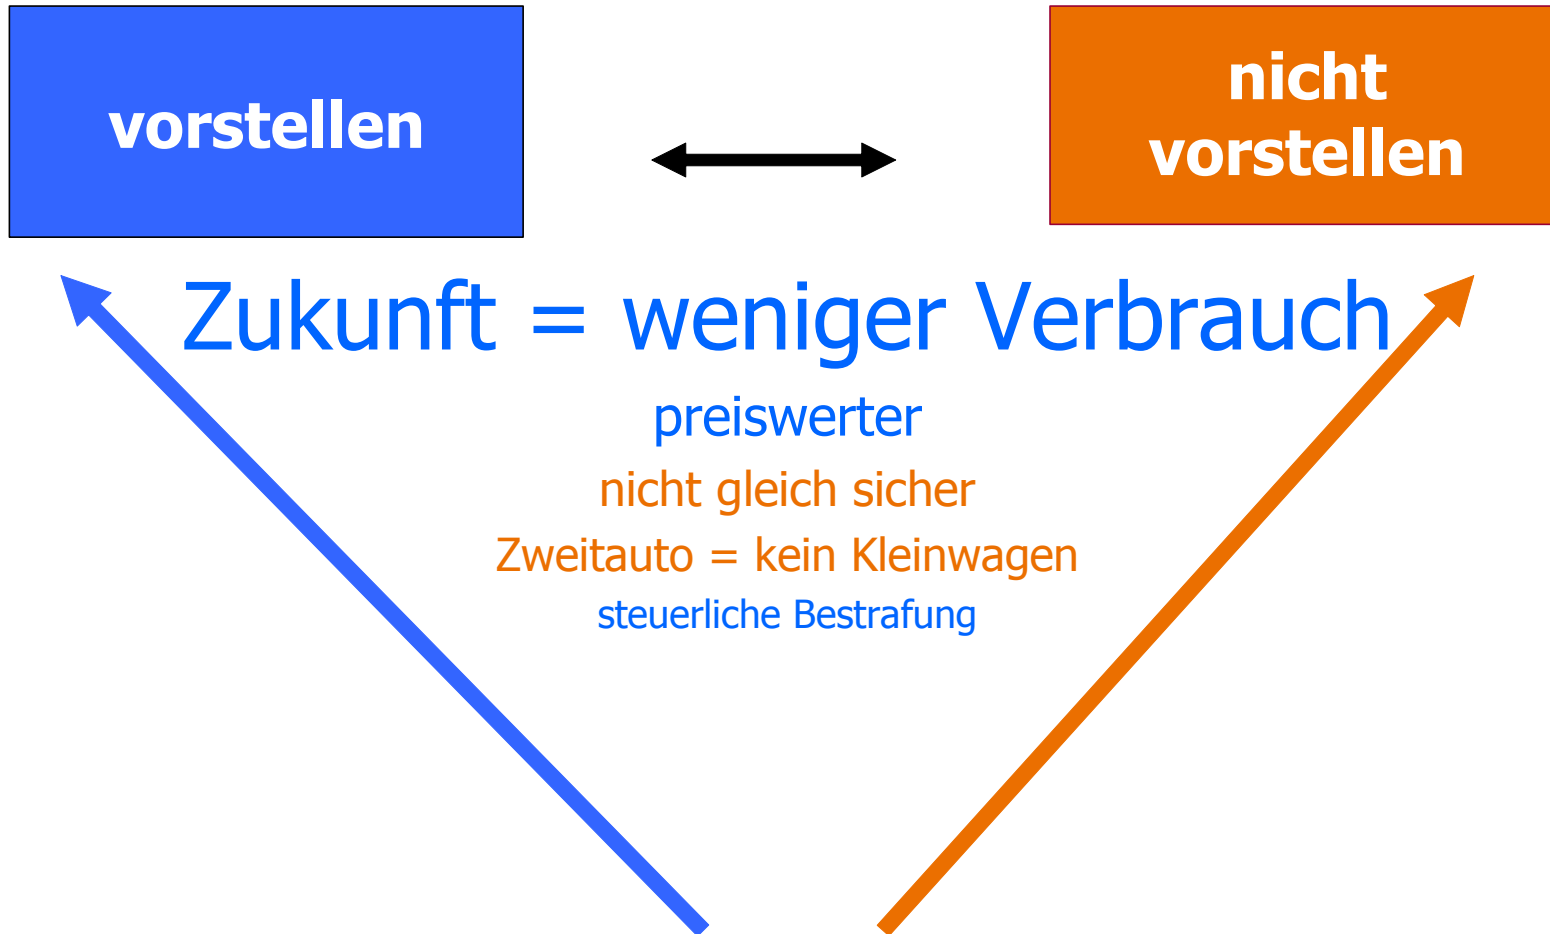 vorstellen
nicht
vorstellen
Zukunft = weniger Verbrauch
preiswerter
nicht gleich sicher
Zweitauto = kein Kleinwagen
steuerliche Bestrafung